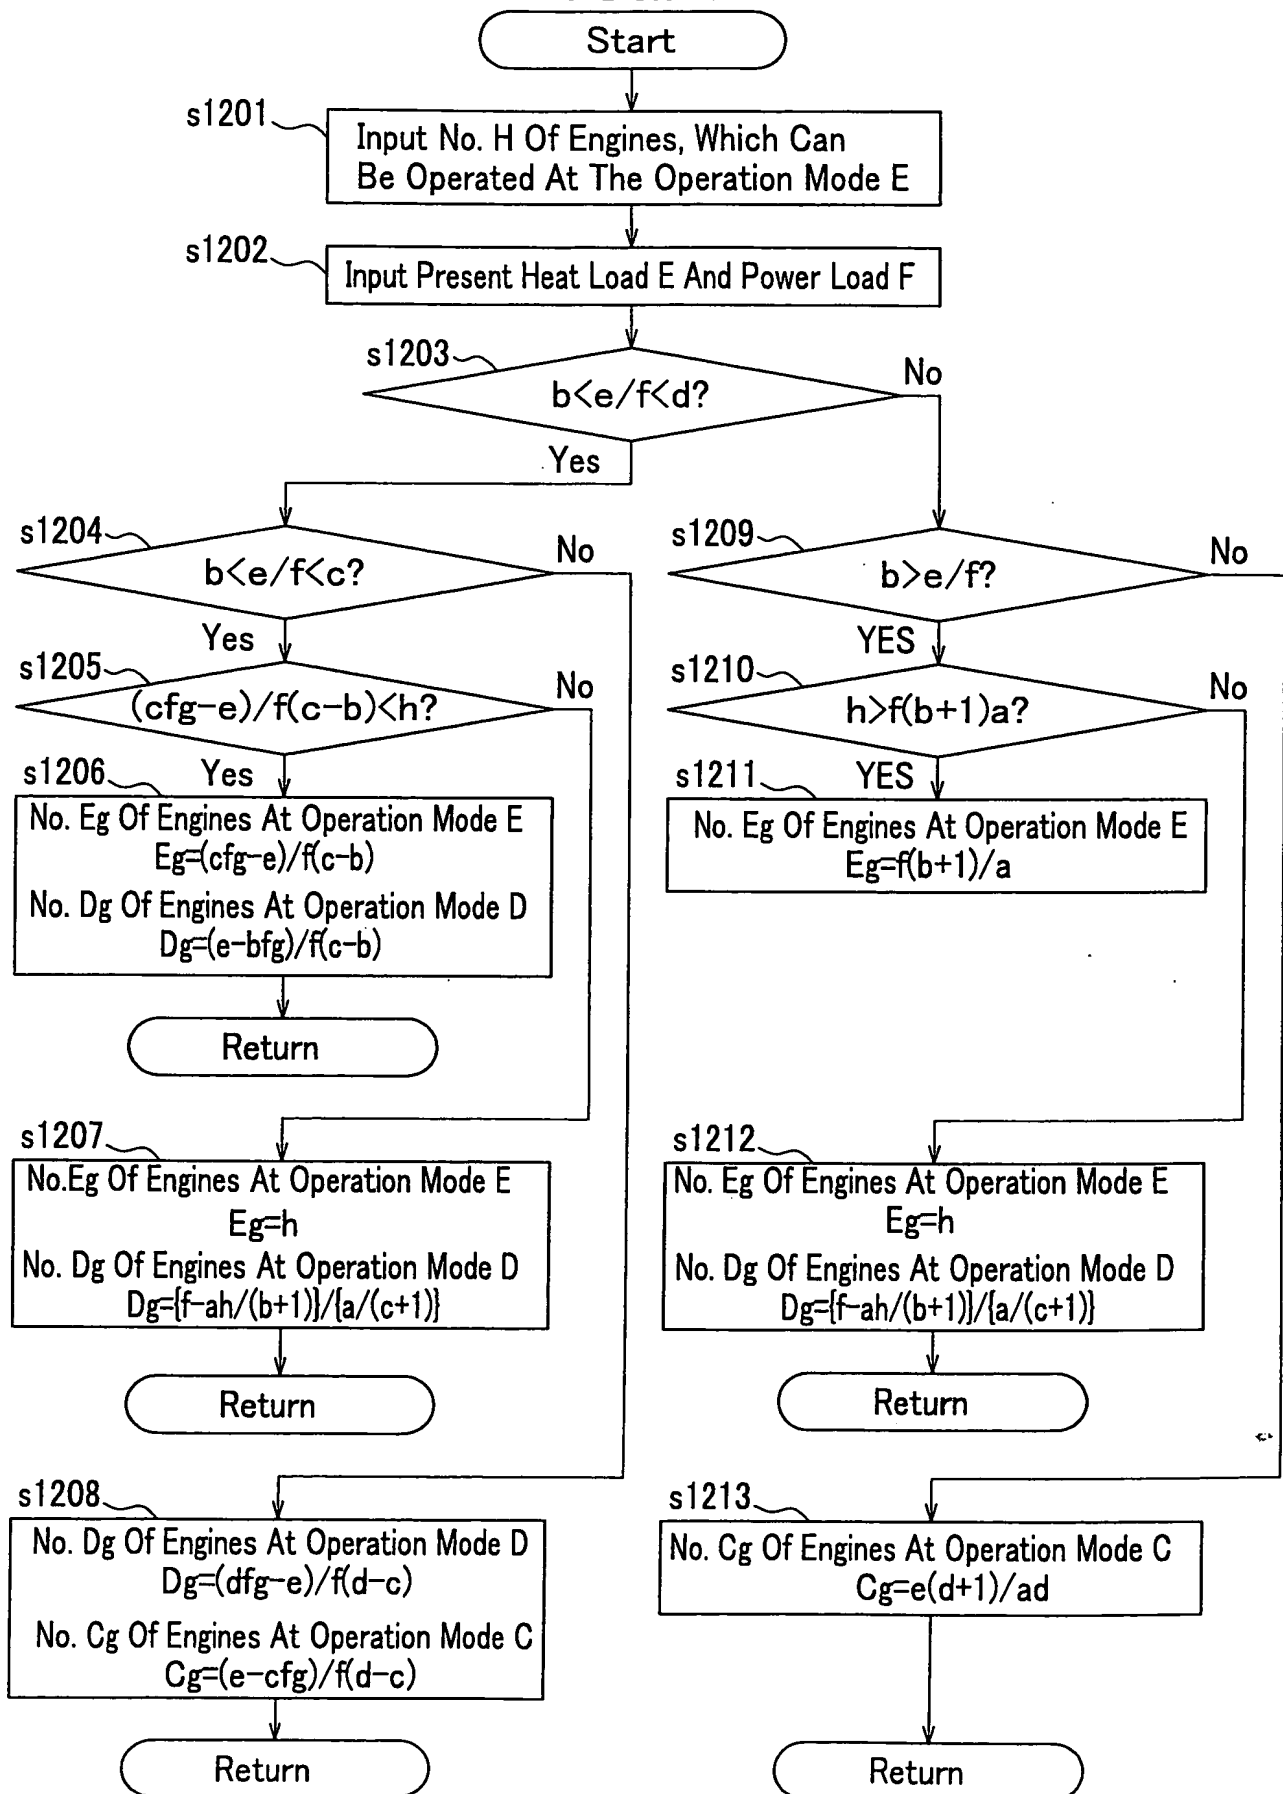 Start
s1201
Input No. H Of Engines, Which Can
Be Operated At The Operation Mode E
s1202
Input Present Heat Load E And Power Load F
s1203
b<e/f<d?
No
Yes
s1204
b<e/f<c?
No
Yes
s1205
(cfg-e)/f(c-b)<h?
No
Yes
s1206
No. Eg Of Engines At Operation Mode E
Eg=(cfg-e)/f(c-b)
No. Dg Of Engines At Operation Mode D
Dg=(e-bfg)/f(c-b)
Return
s1207
No.Eg Of Engines At Operation Mode E
Eg=h
No. Dg Of Engines At Operation Mode D
Dg={f-ah/(b+1)}/{a/(c+1)}
Return
s1208
No. Dg Of Engines At Operation Mode D
Dg=(dfg-e)/f(d-c)
No. Cg Of Engines At Operation Mode C
Cg=(e-cfg)/f(d-c)
Return
s1209
b>e/f?
No
YES
s1210
h>f(b+1)a?
No
YES
s1211
No. Eg Of Engines At Operation Mode E
Eg=f(b+1)/a
s1212
No. Eg Of Engines At Operation Mode E
Eg=h
No. Dg Of Engines At Operation Mode D
Dg={f-ah/(b+1)}/{a/(c+1)}
Return
s1213
No. Cg Of Engines At Operation Mode C
Cg=e(d+1)/ad
Return